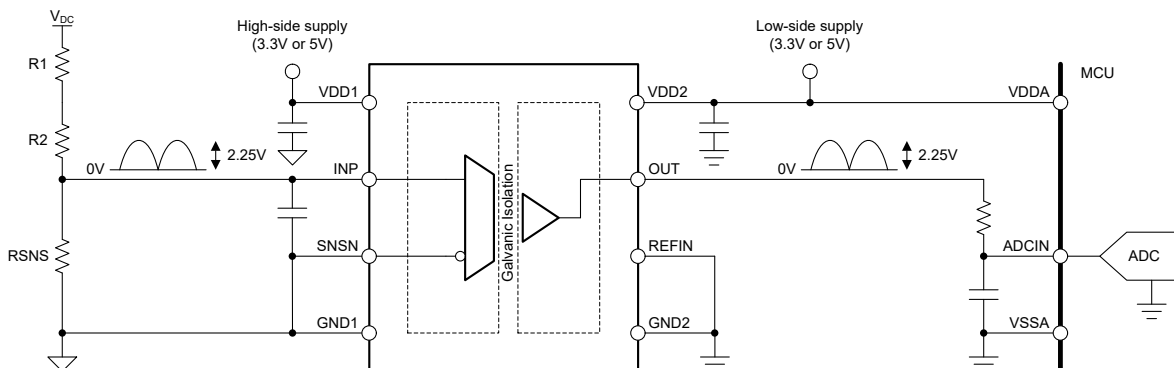 VDC
R1
R2
RSNS
0V
2.25V
High-side supply
(3.3V or 5V)
VDD1
INP
SNSN
GND1
Galvanic Isolation
VDD2
OUT
REFIN
GND2
Low-side supply
(3.3V or 5V)
0V
2.25V
MCU
VDDA
ADCIN
VSSA
ADC